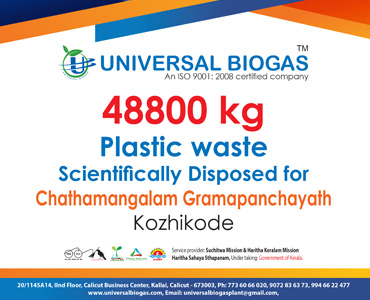 UNIVERSAL BIOGAS TM
An ISO 9001: 2008 certified company
48800 kg
Plastic waste
Scientifically Disposed for
Chathamangalam Gramapanchayath
Kozhikode
Service provider: Suchitwa Mission & Haritha Keralam Mission
Haritha Sahaya Sthapanam, Under taking: Government of Kerala.
20/1145A14, IInd Floor, Calicut Business Center, Kallai, Calicut - 673003, Ph: 773 60 66 020, 9072 83 63 73, 994 66 22 477
www.universalbiogas.com, Email: universalbiogasplant@gmail.com,